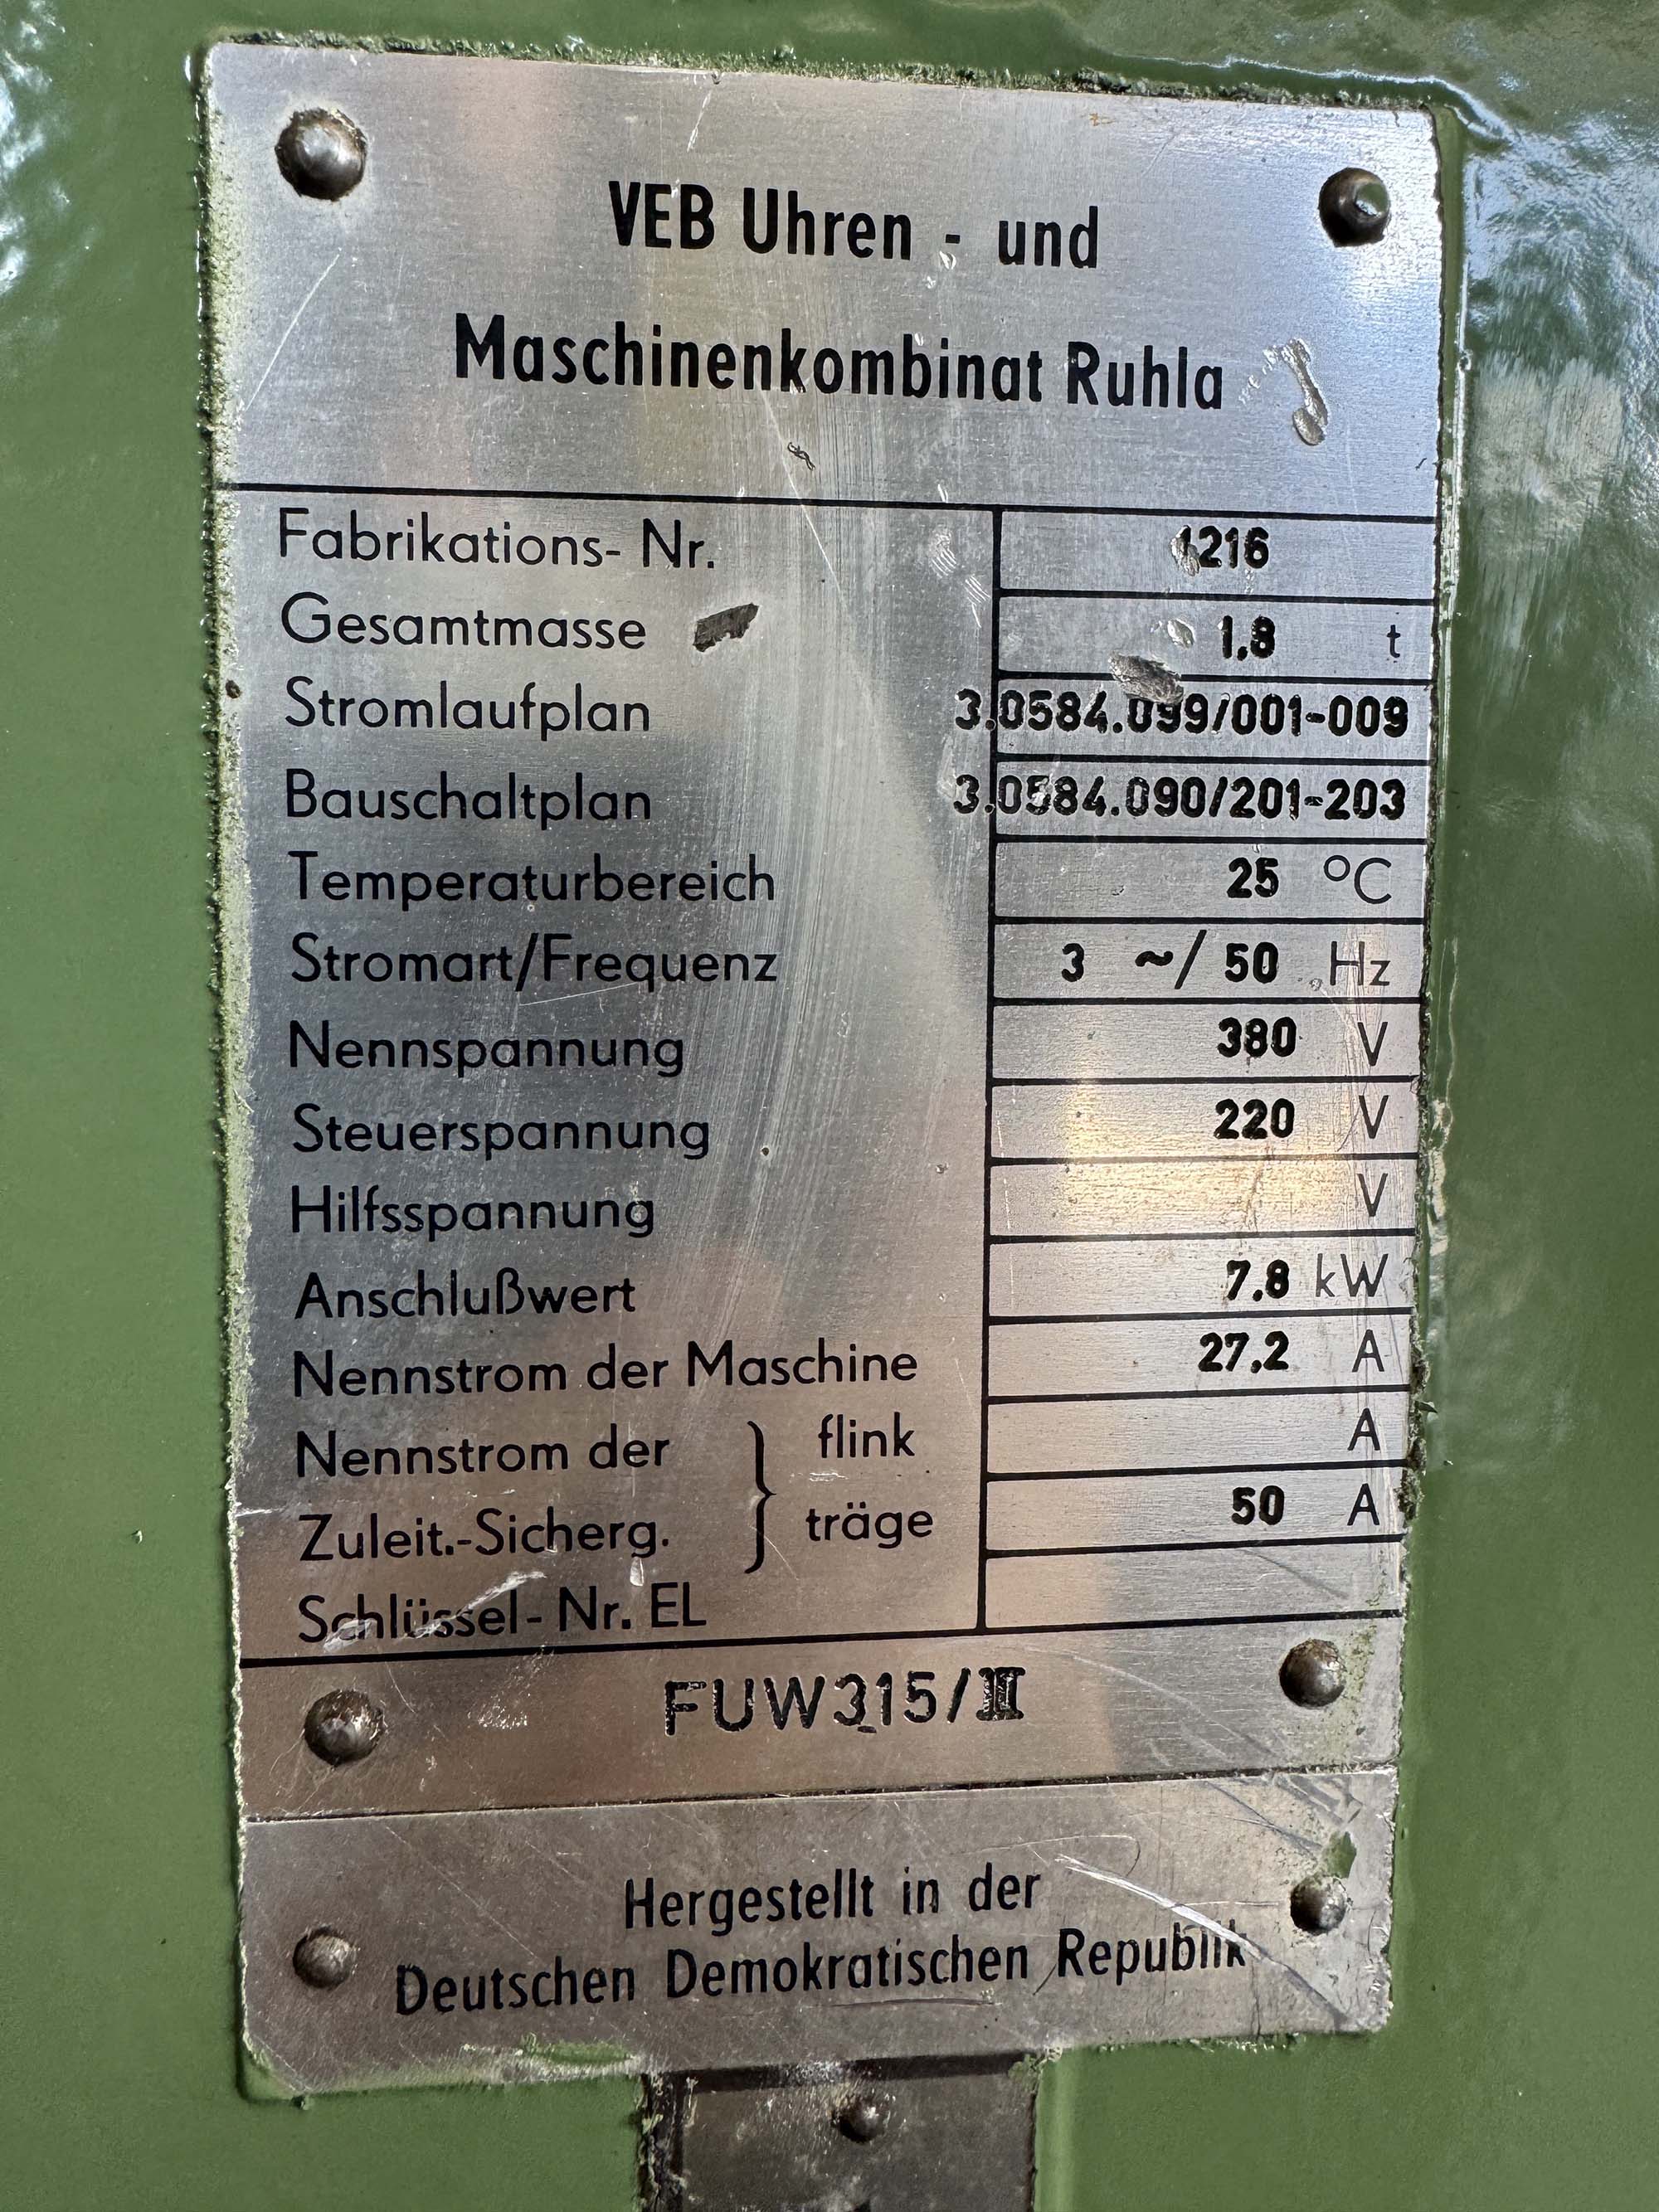 VEB Uhren - und
Maschinenkombinat Ruhla
Fabrikations- Nr. 1216
Gesamtmasse 1.8 t
Stromlaufplan 3.0584.099/001-009
Bauschaltplan 3.0584.090/201-203
Temperaturbereich 25 °C
Stromart/Frequenz 3 ~/ 50 Hz
Nennspannung 380 V
Steuerspannung 220 V
Hilfsspannung V
Anschlußwert 7.8 kW
Nennstrom der Maschine 27.2 A
Nennstrom der } flink A
Zuleit.-Sicherg. träge 50 A
Schlüssel- Nr. EL
FUW315/III
Hergestellt in der
Deutschen Demokratischen Republik